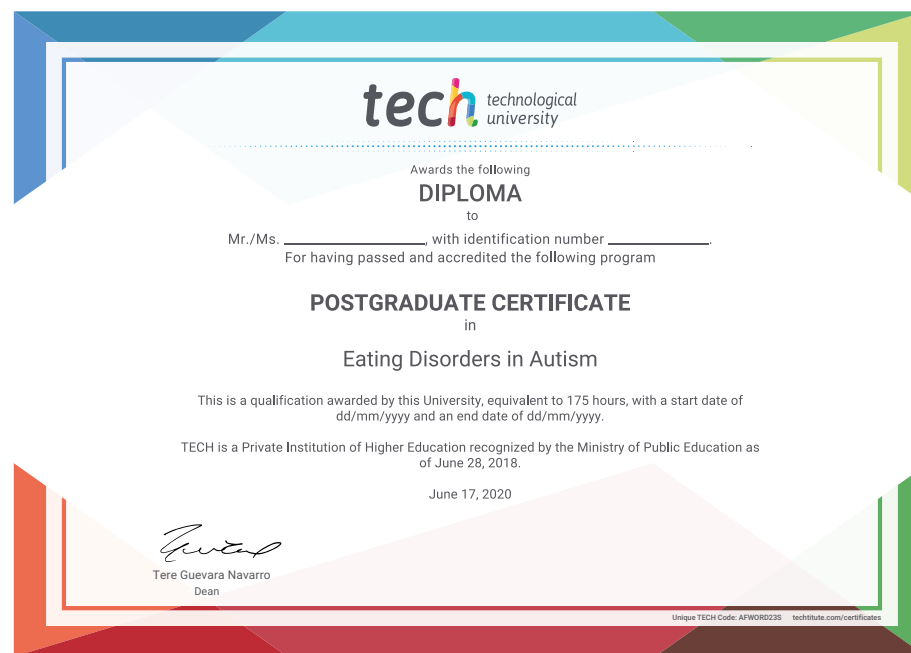 tech technological
university
Awards the following
DIPLOMA
to
Mr./Ms. ____________________, with identification number ______________.
For having passed and accredited the following program
POSTGRADUATE CERTIFICATE
in
Eating Disorders in Autism
This is a qualification awarded by this University, equivalent to 175 hours, with a start date of
dd/mm/yyyy and an end date of dd/mm/yyyy.
TECH is a Private Institution of Higher Education recognized by the Ministry of Public Education as
of June 28, 2018.
June 17, 2020
Tere Guevara Navarro
Dean
Unique TECH Code: AFWORD23S techtitute.com/certificates